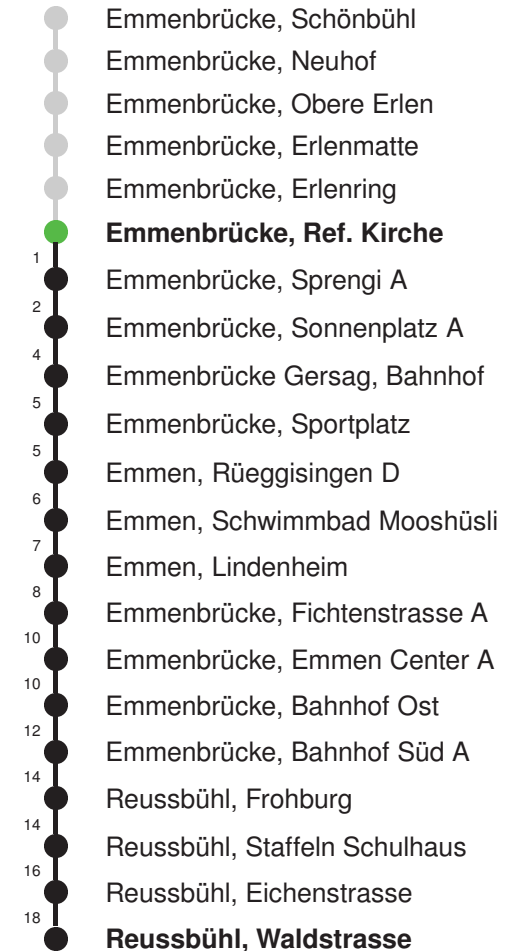 Emmenbrücke, Schönbühl
Emmenbrücke, Neuhof
Emmenbrücke, Obere Erlen
Emmenbrücke, Erlenmatte
Emmenbrücke, Erlenring
Emmenbrücke, Ref. Kirche
1 Emmenbrücke, Sprengi A
2 Emmenbrücke, Sonnenplatz A
4 Emmenbrücke Gersag, Bahnhof
5 Emmenbrücke, Sportplatz
5 Emmen, Rüeggisingen D
6 Emmen, Schwimmbad Mooshüsli
7 Emmen, Lindenheim
8 Emmenbrücke, Fichtenstrasse A
10 Emmenbrücke, Emmen Center A
10 Emmenbrücke, Bahnhof Ost
12 Emmenbrücke, Bahnhof Süd A
14 Reussbühl, Frohburg
14 Reussbühl, Staffeln Schulhaus
16 Reussbühl, Eichenstrasse
18 Reussbühl, Waldstrasse